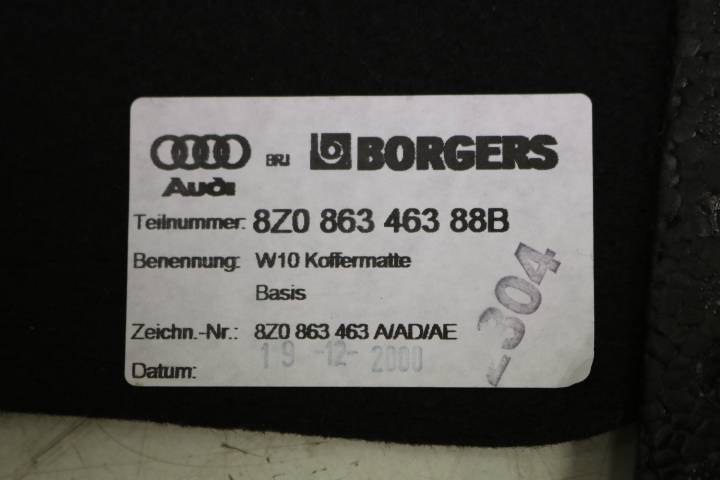 Audi BRJ BORGERS
Teilnummer: 8Z0 863 463 88B
Benennung: W10 Koffermatte
Basis
Zeichn.-Nr.: 8Z0 863 463 A/AD/AE
Datum: 19-12-2000
2304